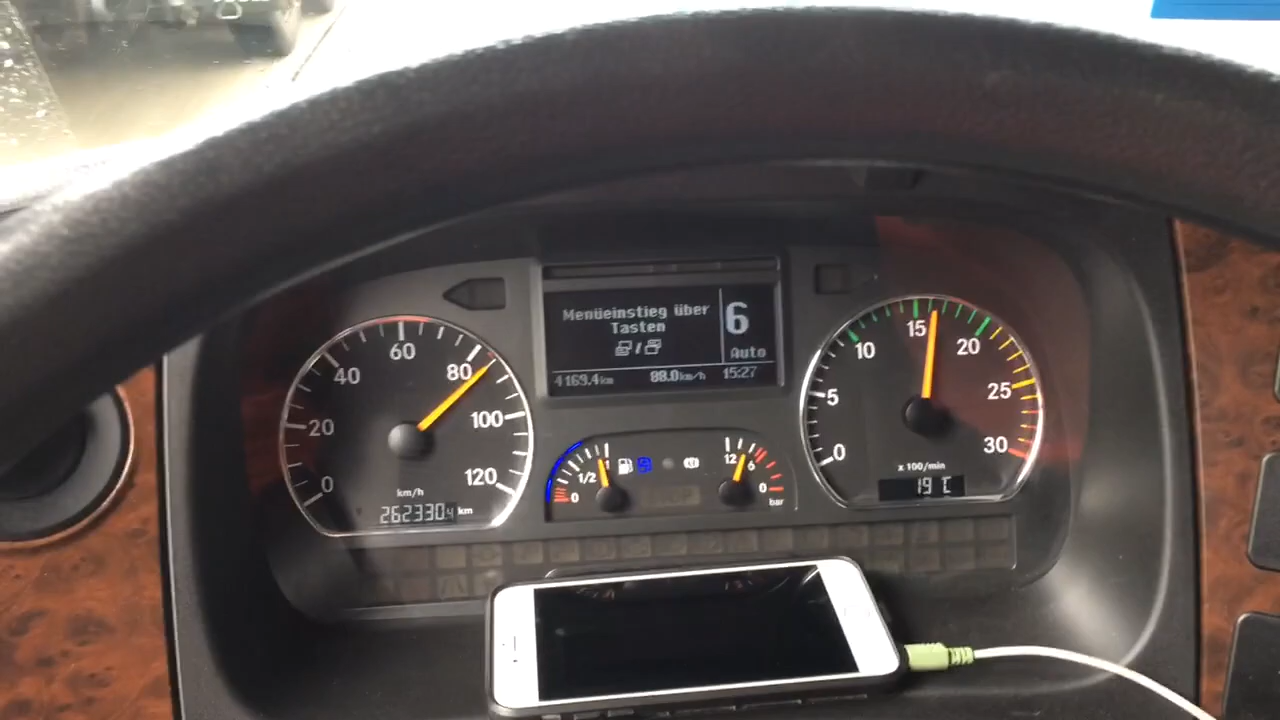 Menüeinstieg über
Tasten
6
Auto
4169.4km 88.0km/h 15:27
0
20
40
60
80
100
120
km/h
262330.4 km
0
1/2
1
12
6
0
bar
0
5
10
15
20
25
30
x 100/min
19 C